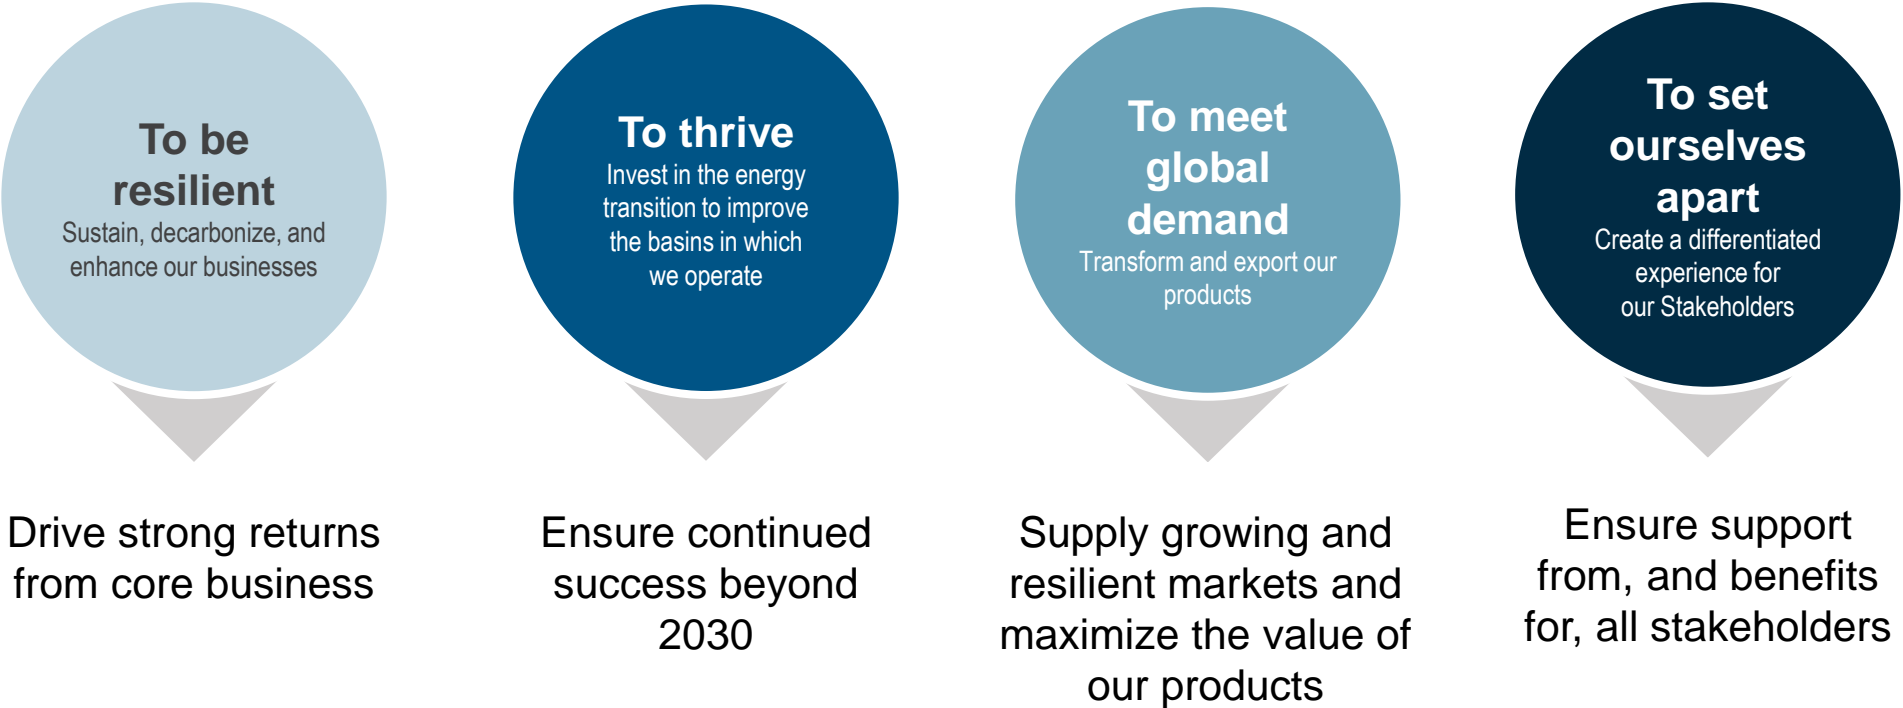 To be
resilient
Sustain, decarbonize, and
enhance our businesses
Drive strong returns
from core business
To thrive
Invest in the energy
transition to improve
the basins in which
we operate
Ensure continued
success beyond
2030
To meet
global
demand
Transform and export our
products
Supply growing and
resilient markets and
maximize the value of
our products
To set
ourselves
apart
Create a differentiated
experience for
our Stakeholders
Ensure support
from, and benefits
for, all stakeholders